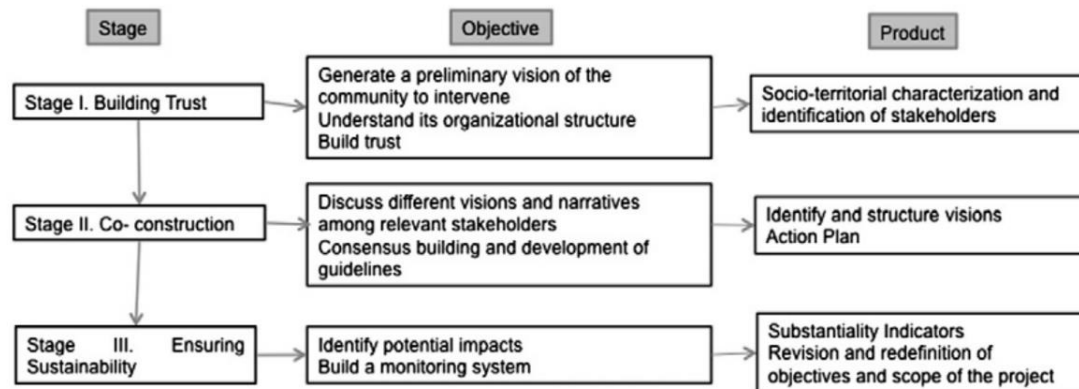 Stage
Objective
Product
Stage I. Building Trust
Generate a preliminary vision of the
community to intervene
Understand its organizational structure
Build trust
Socio-territorial characterization and
identification of stakeholders
Stage II. Co- construction
Discuss different visions and narratives
among relevant stakeholders
Consensus building and development of
guidelines
Identify and structure visions
Action Plan
Stage III. Ensuring
Sustainability
Identify potential impacts
Build a monitoring system
Substantiality Indicators
Revision and redefinition of
objectives and scope of the project